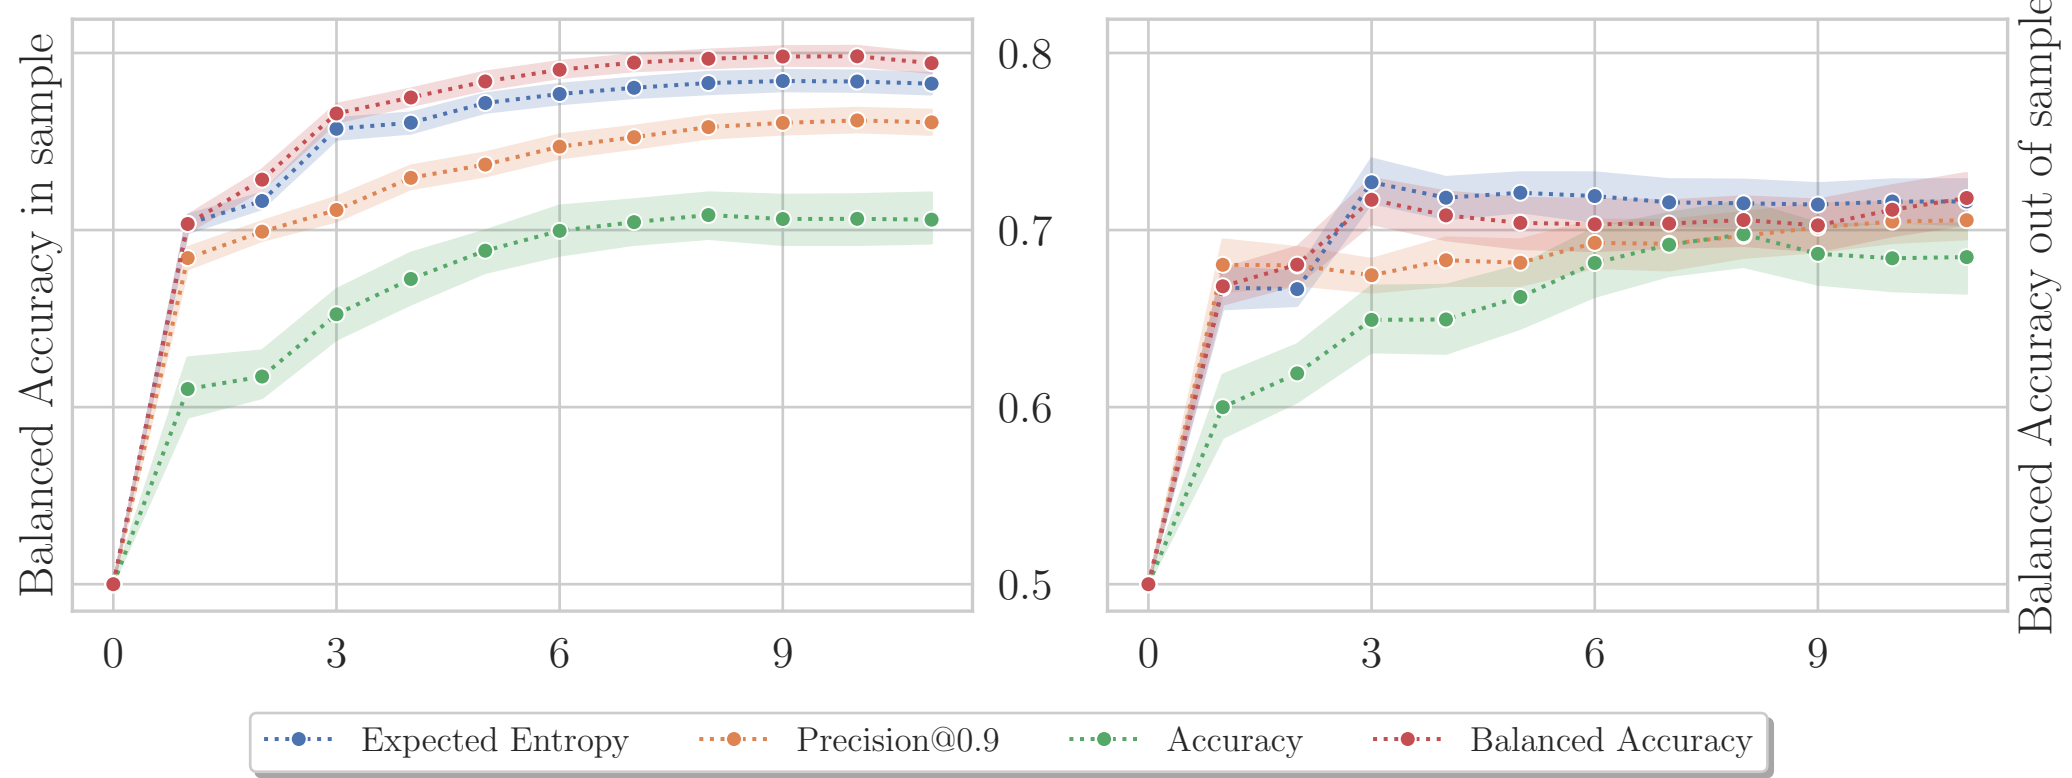 Balanced Accuracy in sample
0.8
0.7
0.6
0.5
Balanced Accuracy out of sample
0 3 6 9
0 3 6 9
Expected Entropy Precision@0.9 Accuracy Balanced Accuracy